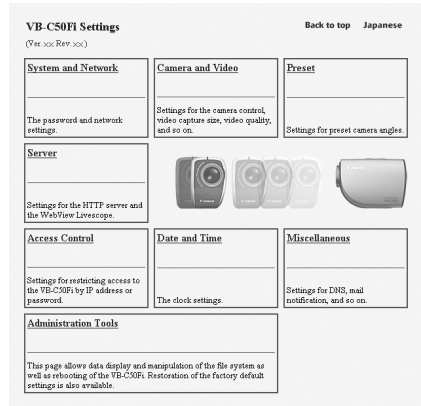 VB-C50Fi Settings
Back to top Japanese
(Ver. xx Rev. xx)
System and Network
The password and network
settings.
Camera and Video
Settings for the camera control,
video capture size, video quality,
and so on.
Preset
Settings for preset camera angles.
Server
Settings for the HTTP server and
the WebView Livescope.
Access Control
Settings for restricting access to
the VB-C50Fi by IP address or
password.
Date and Time
The clock settings.
Miscellaneous
Settings for DNS, mail
notification, and so on.
Administration Tools
This page allows data display and manipulation of the file system as
well as rebooting of the VB-C50Fi. Restoration of the factory default
settings is also available.